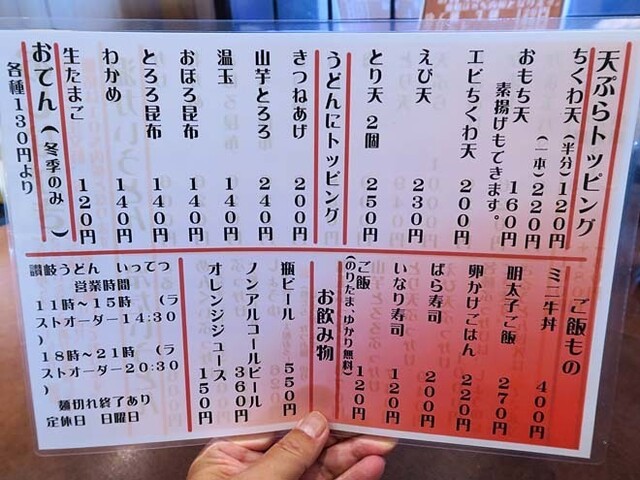 天ぷらトッピング
ちくわ天 (半分) 120円
(一本) 220円
おもち天 160円
素揚げもできます。
エビちくわ天 200円
えび天 230円
とり天 2個 250円
うどんにトッピング
きつねあげ 200円
山芋とろろ 240円
温玉 140円
おぼろ昆布 140円
とろろ昆布 140円
わかめ 140円
生たまご 120円
おでん (冬季のみ)
各種130円より
ご飯もの
ミニ牛丼 400円
明太子ご飯 270円
卵かけごはん 220円
ばら寿司 200円
いなり寿司 120円
ご飯 120円
(のりたま・ゆかり無料)
お飲み物
瓶ビール 550円
ノンアルコールビール 360円
オレンジジュース 150円
讃岐うどん いってつ
営業時間
11時〜15時 (ラ
ストオーダー14:30
)
18時〜21時 (ラ
ストオーダー20:30
)
麺切れ終了あり
定休日 日曜日